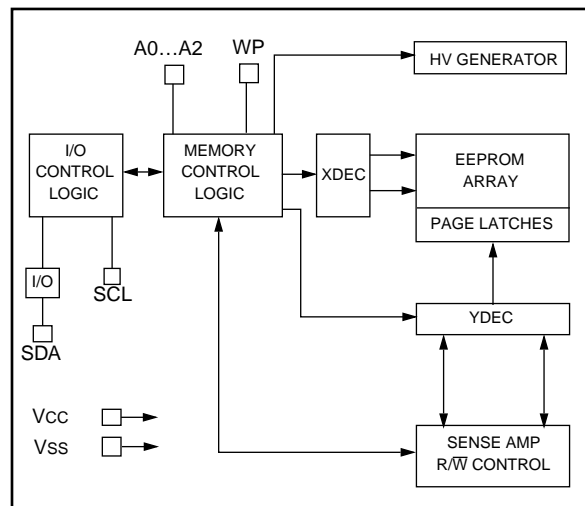 A0...A2
WP
HV GENERATOR
I/O
CONTROL
LOGIC
MEMORY
CONTROL
LOGIC
XDEC
EEPROM
ARRAY
PAGE LATCHES
I/O
SCL
SDA
YDEC
VCC
VSS
SENSE AMP
R/W̅ CONTROL